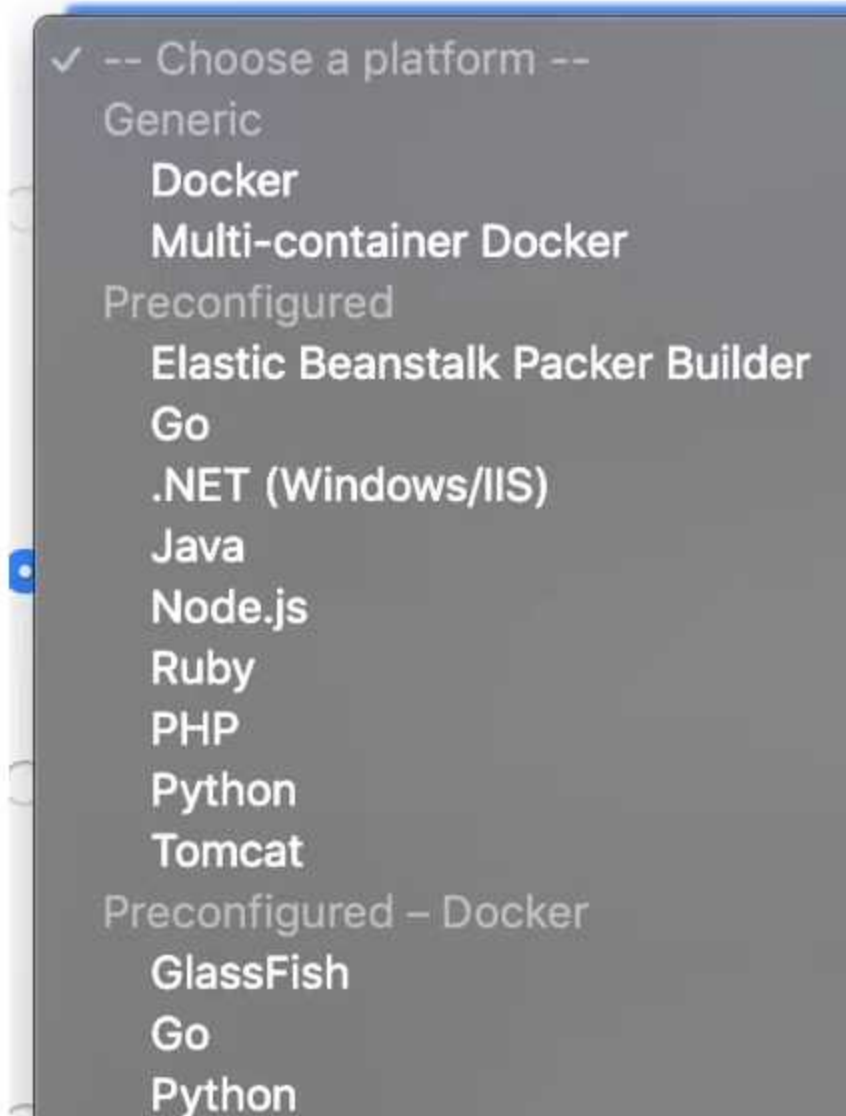 ✓ -- Choose a platform --
Generic
Docker
Multi-container Docker
Preconfigured
Elastic Beanstalk Packer Builder
Go
.NET (Windows/IIS)
Java
Node.js
Ruby
PHP
Python
Tomcat
Preconfigured – Docker
GlassFish
Go
Python